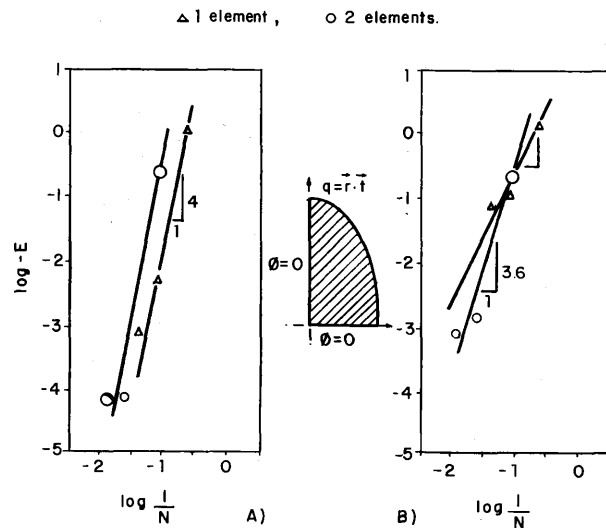 △ 1 element , ○ 2 elements.
1
0
-1
-2
-3
-4
-5
log -E
4
1
-2 -1 0
log 1/N
A)
q=r⃗·t⃗
Ø=0
Ø=0
1
0
-1
-2
-3
-4
-5
3.6
1
-2 -1 0
log 1/N
B)